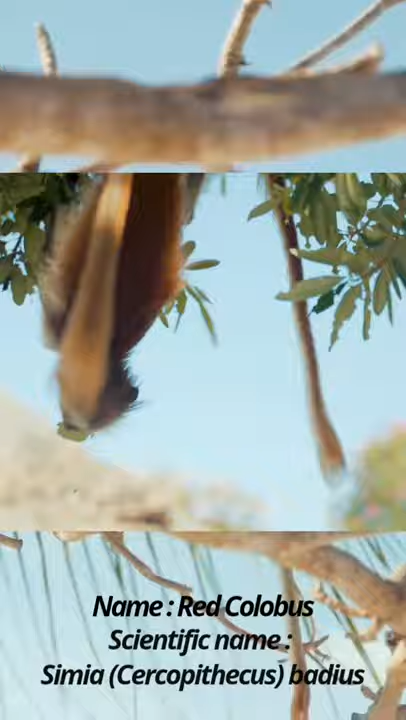 Name : Red Colobus
Scientific name :
Simia (Cercopithecus) badius